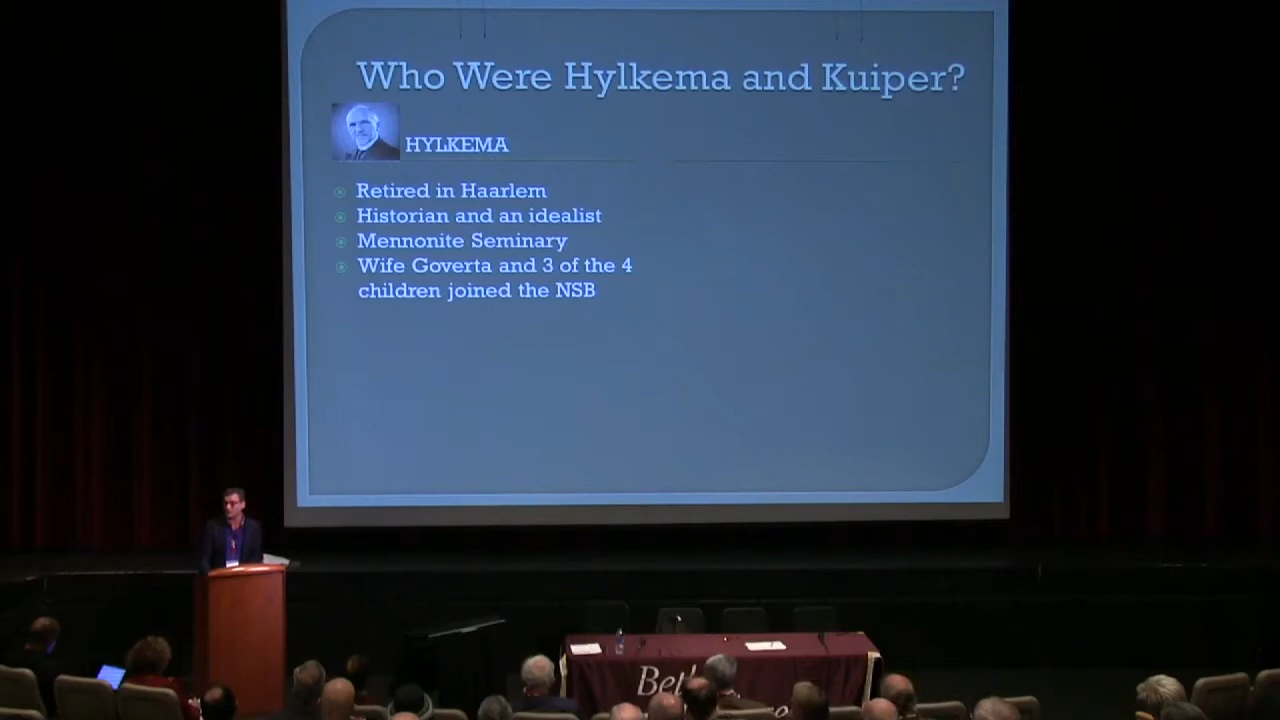 Who Were Hylkema and Kuiper?
HYLKEMA
Retired in Haarlem
Historian and an idealist
Mennonite Seminary
Wife Goverta and 3 of the 4
children joined the NSB